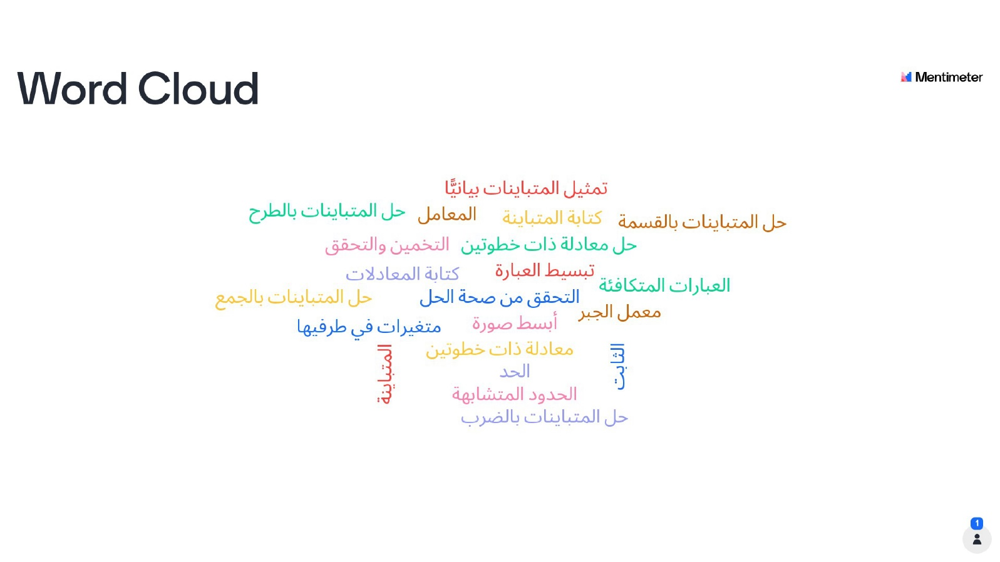 Word Cloud
Mentimeter
تمثيل المتباينات بيانيًّا
حل المتباينات بالقسمة
كتابة المتباينة
المعامل
حل المتباينات بالطرح
حل معادلة ذات خطوتين
التخمين والتحقق
تبسيط العبارة
كتابة المعادلات
العبارات المتكافئة
التحقق من صحة الحل
حل المتباينات بالجمع
معمل الجبر
أبسط صورة
متغيرات في طرفيها
معادلة ذات خطوتين
الثابت
المتباينة
الحد
الحدود المتشابهة
حل المتباينات بالضرب
1